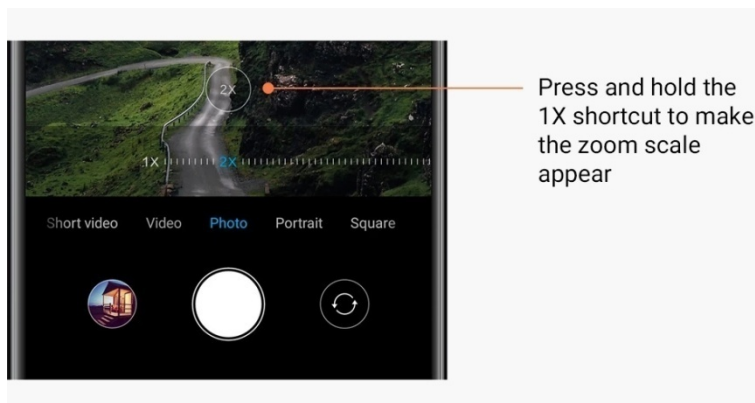 2X
Press and hold the
1X shortcut to make
the zoom scale
appear
1X 2X
Short video Video Photo Portrait Square